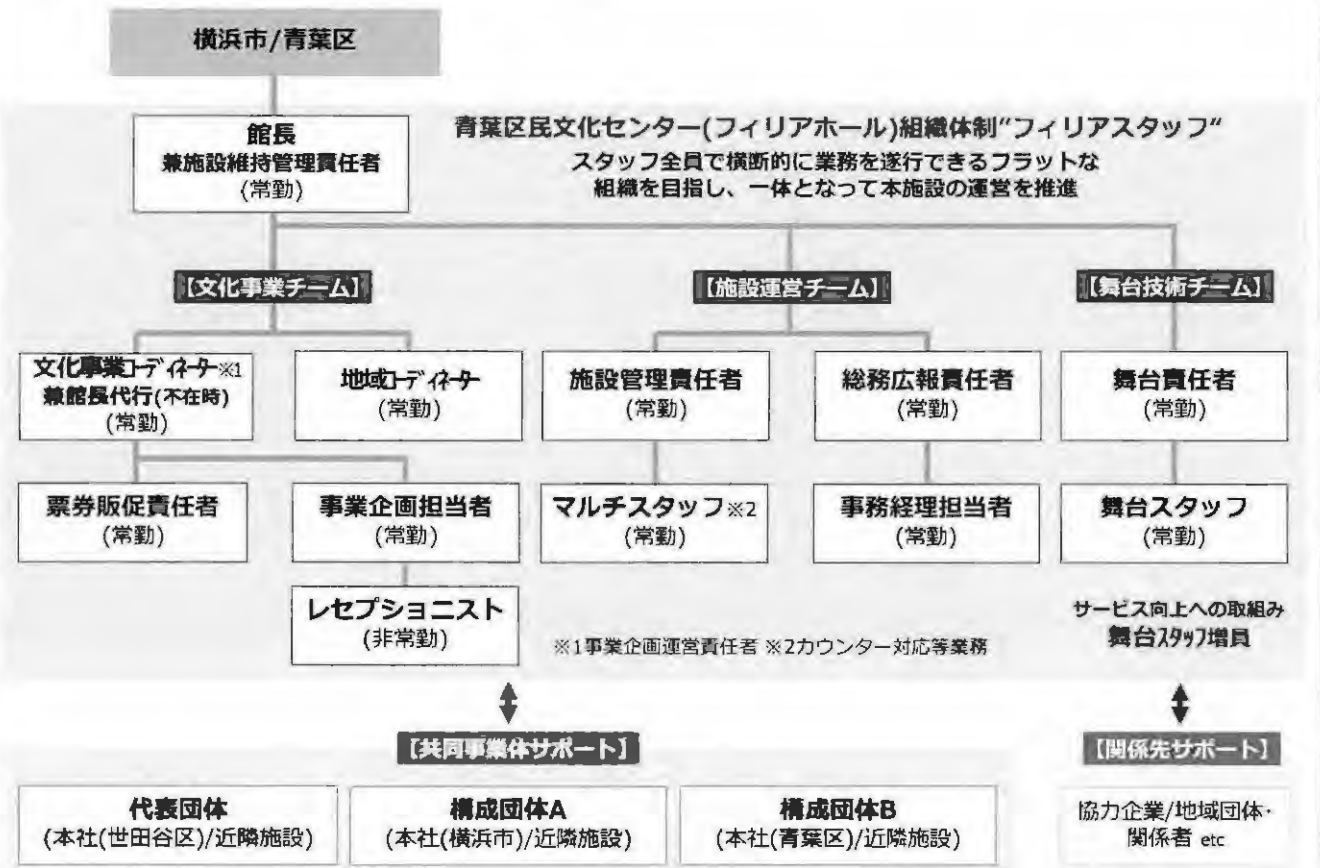 横浜市/青葉区
館長
兼施設維持管理責任者
(常勤)
青葉区民文化センター(フィリアホール)組織体制“フィリアスタッフ“
スタッフ全員で横断的に業務を遂行できるフラットな
組織を目指し、一体となって本施設の運営を推進
【文化事業チーム】
【施設運営チーム】
【舞台技術チーム】
文化事業コーディネーター※1
兼館長代行(不在時)
(常勤)
地域コーディネーター
(常勤)
施設管理責任者
(常勤)
総務広報責任者
(常勤)
舞台責任者
(常勤)
票券販促責任者
(常勤)
事業企画担当者
(常勤)
マルチスタッフ※2
(常勤)
事務経理担当者
(常勤)
舞台スタッフ
(常勤)
レセプショニスト
(非常勤)
※1事業企画運営責任者 ※2カウンター対応等業務
サービス向上への取組み
舞台スタッフ増員
【共同事業体サポート】
【関係先サポート】
代表団体
(本社(世田谷区)/近隣施設)
構成団体A
(本社(横浜市)/近隣施設)
構成団体B
(本社(青葉区)/近隣施設)
協力企業/地域団体・
関係者 etc